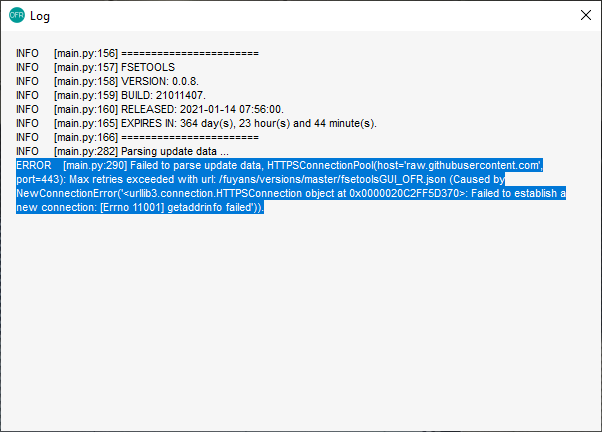 OFR Log
INFO [main.py:156] =======================
INFO [main.py:157] FSETOOLS
INFO [main.py:158] VERSION: 0.0.8.
INFO [main.py:159] BUILD: 21011407.
INFO [main.py:160] RELEASED: 2021-01-14 07:56:00.
INFO [main.py:165] EXPIRES IN: 364 day(s), 23 hour(s) and 44 minute(s).
INFO [main.py:166] =======================
INFO [main.py:282] Parsing update data ...
ERROR [main.py:290] Failed to parse update data, HTTPSConnectionPool(host='raw.githubusercontent.com',
port=443): Max retries exceeded with url: /fuyans/versions/master/fsetoolsGUI_OFR.json (Caused by
NewConnectionError('<urllib3.connection.HTTPSConnection object at 0x0000020C2FF5D370>: Failed to establish a
new connection: [Errno 11001] getaddrinfo failed')).